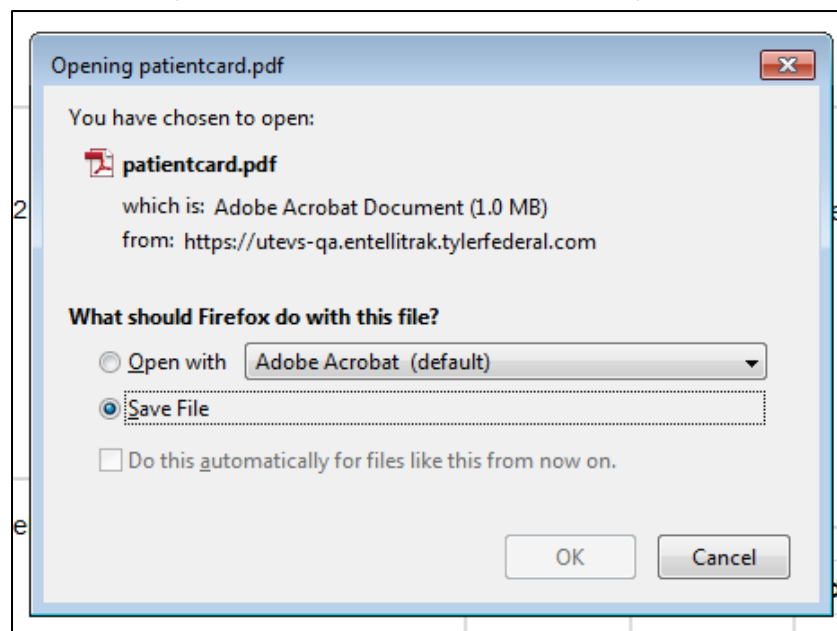 Opening patientcard.pdf
You have chosen to open:
patientcard.pdf
2
which is: Adobe Acrobat Document (1.0 MB)
from: https://utevs-qa.entellitrak.tylerfederal.com
What should Firefox do with this file?
Open with Adobe Acrobat (default)
Save File
Do this automatically for files like this from now on.
e
OK Cancel